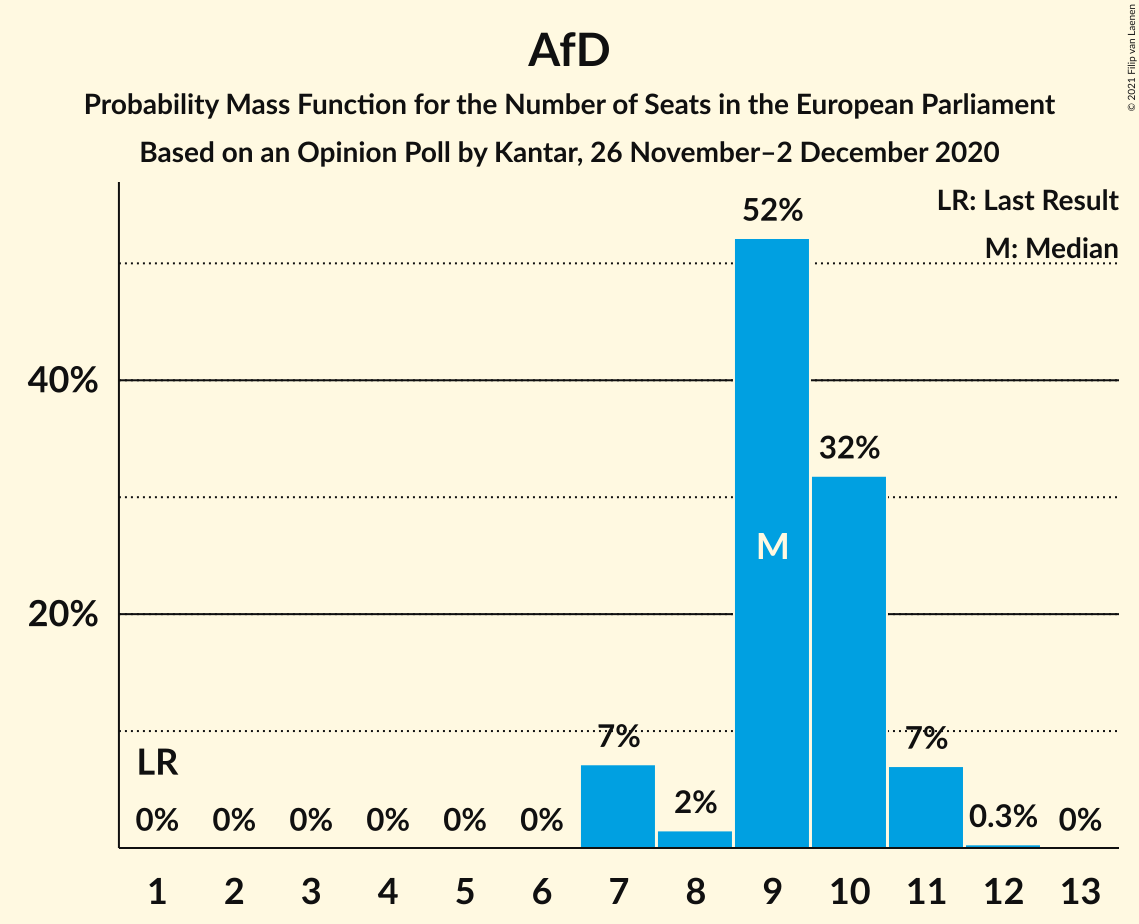 AfD
Probability Mass Function for the Number of Seats in the European Parliament
Based on an Opinion Poll by Kantar, 26 November–2 December 2020
© 2021 Filip van Laenen
LR: Last Result
M: Median
52%
40%
32%
M
20%
7%
7%
LR
2%
0% 0% 0% 0% 0% 0% 0.3% 0%
1 2 3 4 5 6 7 8 9 10 11 12 13